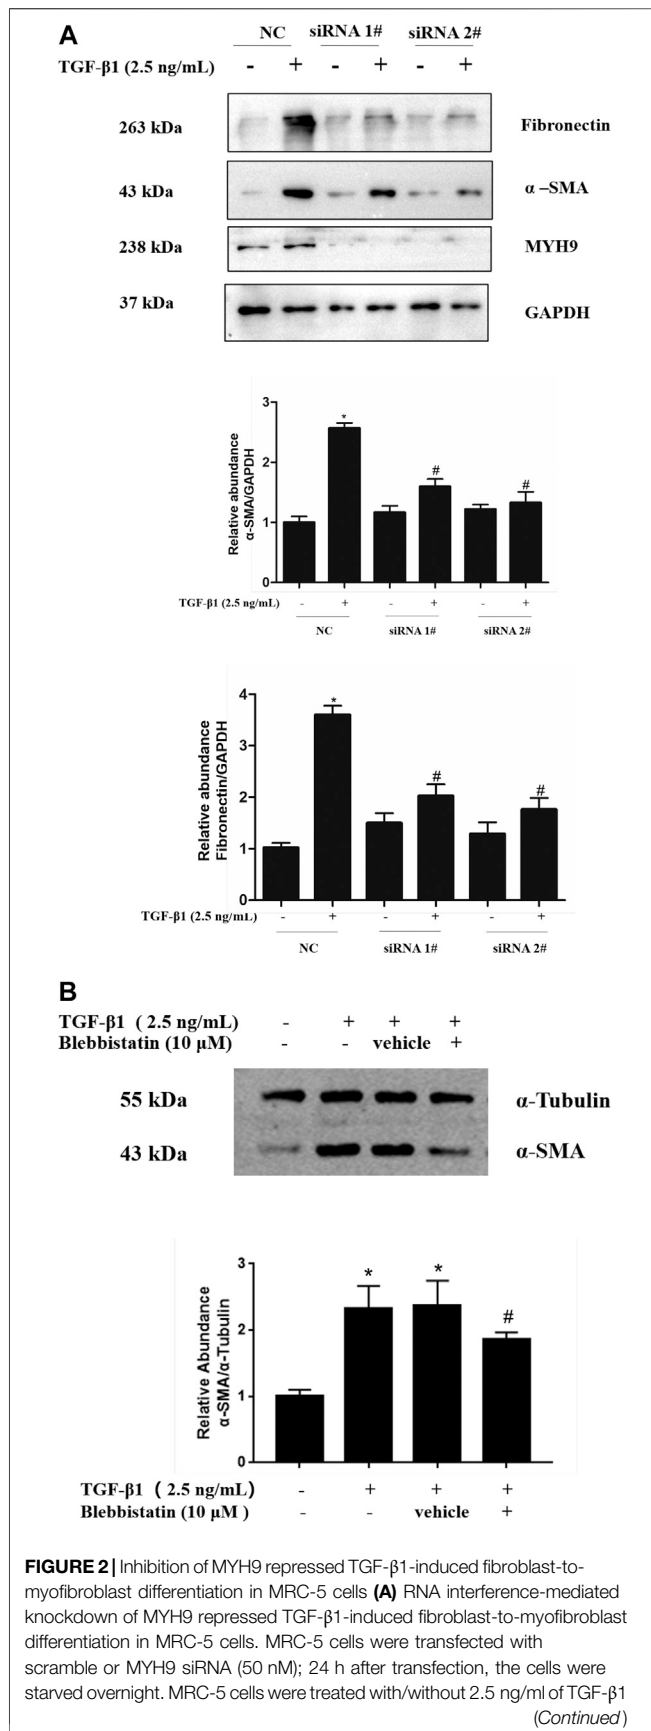 A
NC siRNA 1# siRNA 2#
TGF-β1 (2.5 ng/mL) - + - + - +
263 kDa Fibronectin
43 kDa α –SMA
238 kDa MYH9
37 kDa GAPDH
Relative abundance
α-SMA/GAPDH
3
2
1
0
* # #
TGF-β1 (2.5 ng/mL) - + - + - +
NC siRNA 1# siRNA 2#
Relative abundance
Fibronectin/GAPDH
4
3
2
1
0
* # #
TGF-β1 (2.5 ng/mL) - + - + - +
NC siRNA 1# siRNA 2#
B
TGF-β1 ( 2.5 ng/mL) - + + +
Blebbistatin (10 μM) - - vehicle +
55 kDa α-Tubulin
43 kDa α-SMA
Relative Abundance
α-SMA/α-Tubulin
3
2
1
0
* * #
TGF-β1 ( 2.5 ng/mL) - + + +
Blebbistatin (10 μM ) - - vehicle +
FIGURE 2 | Inhibition of MYH9 repressed TGF-β1-induced fibroblast-to-
myofibroblast differentiation in MRC-5 cells (A) RNA interference-mediated
knockdown of MYH9 repressed TGF-β1-induced fibroblast-to-myofibroblast
differentiation in MRC-5 cells. MRC-5 cells were transfected with
scramble or MYH9 siRNA (50 nM); 24 h after transfection, the cells were
starved overnight. MRC-5 cells were treated with/without 2.5 ng/ml of TGF-β1
(Continued)